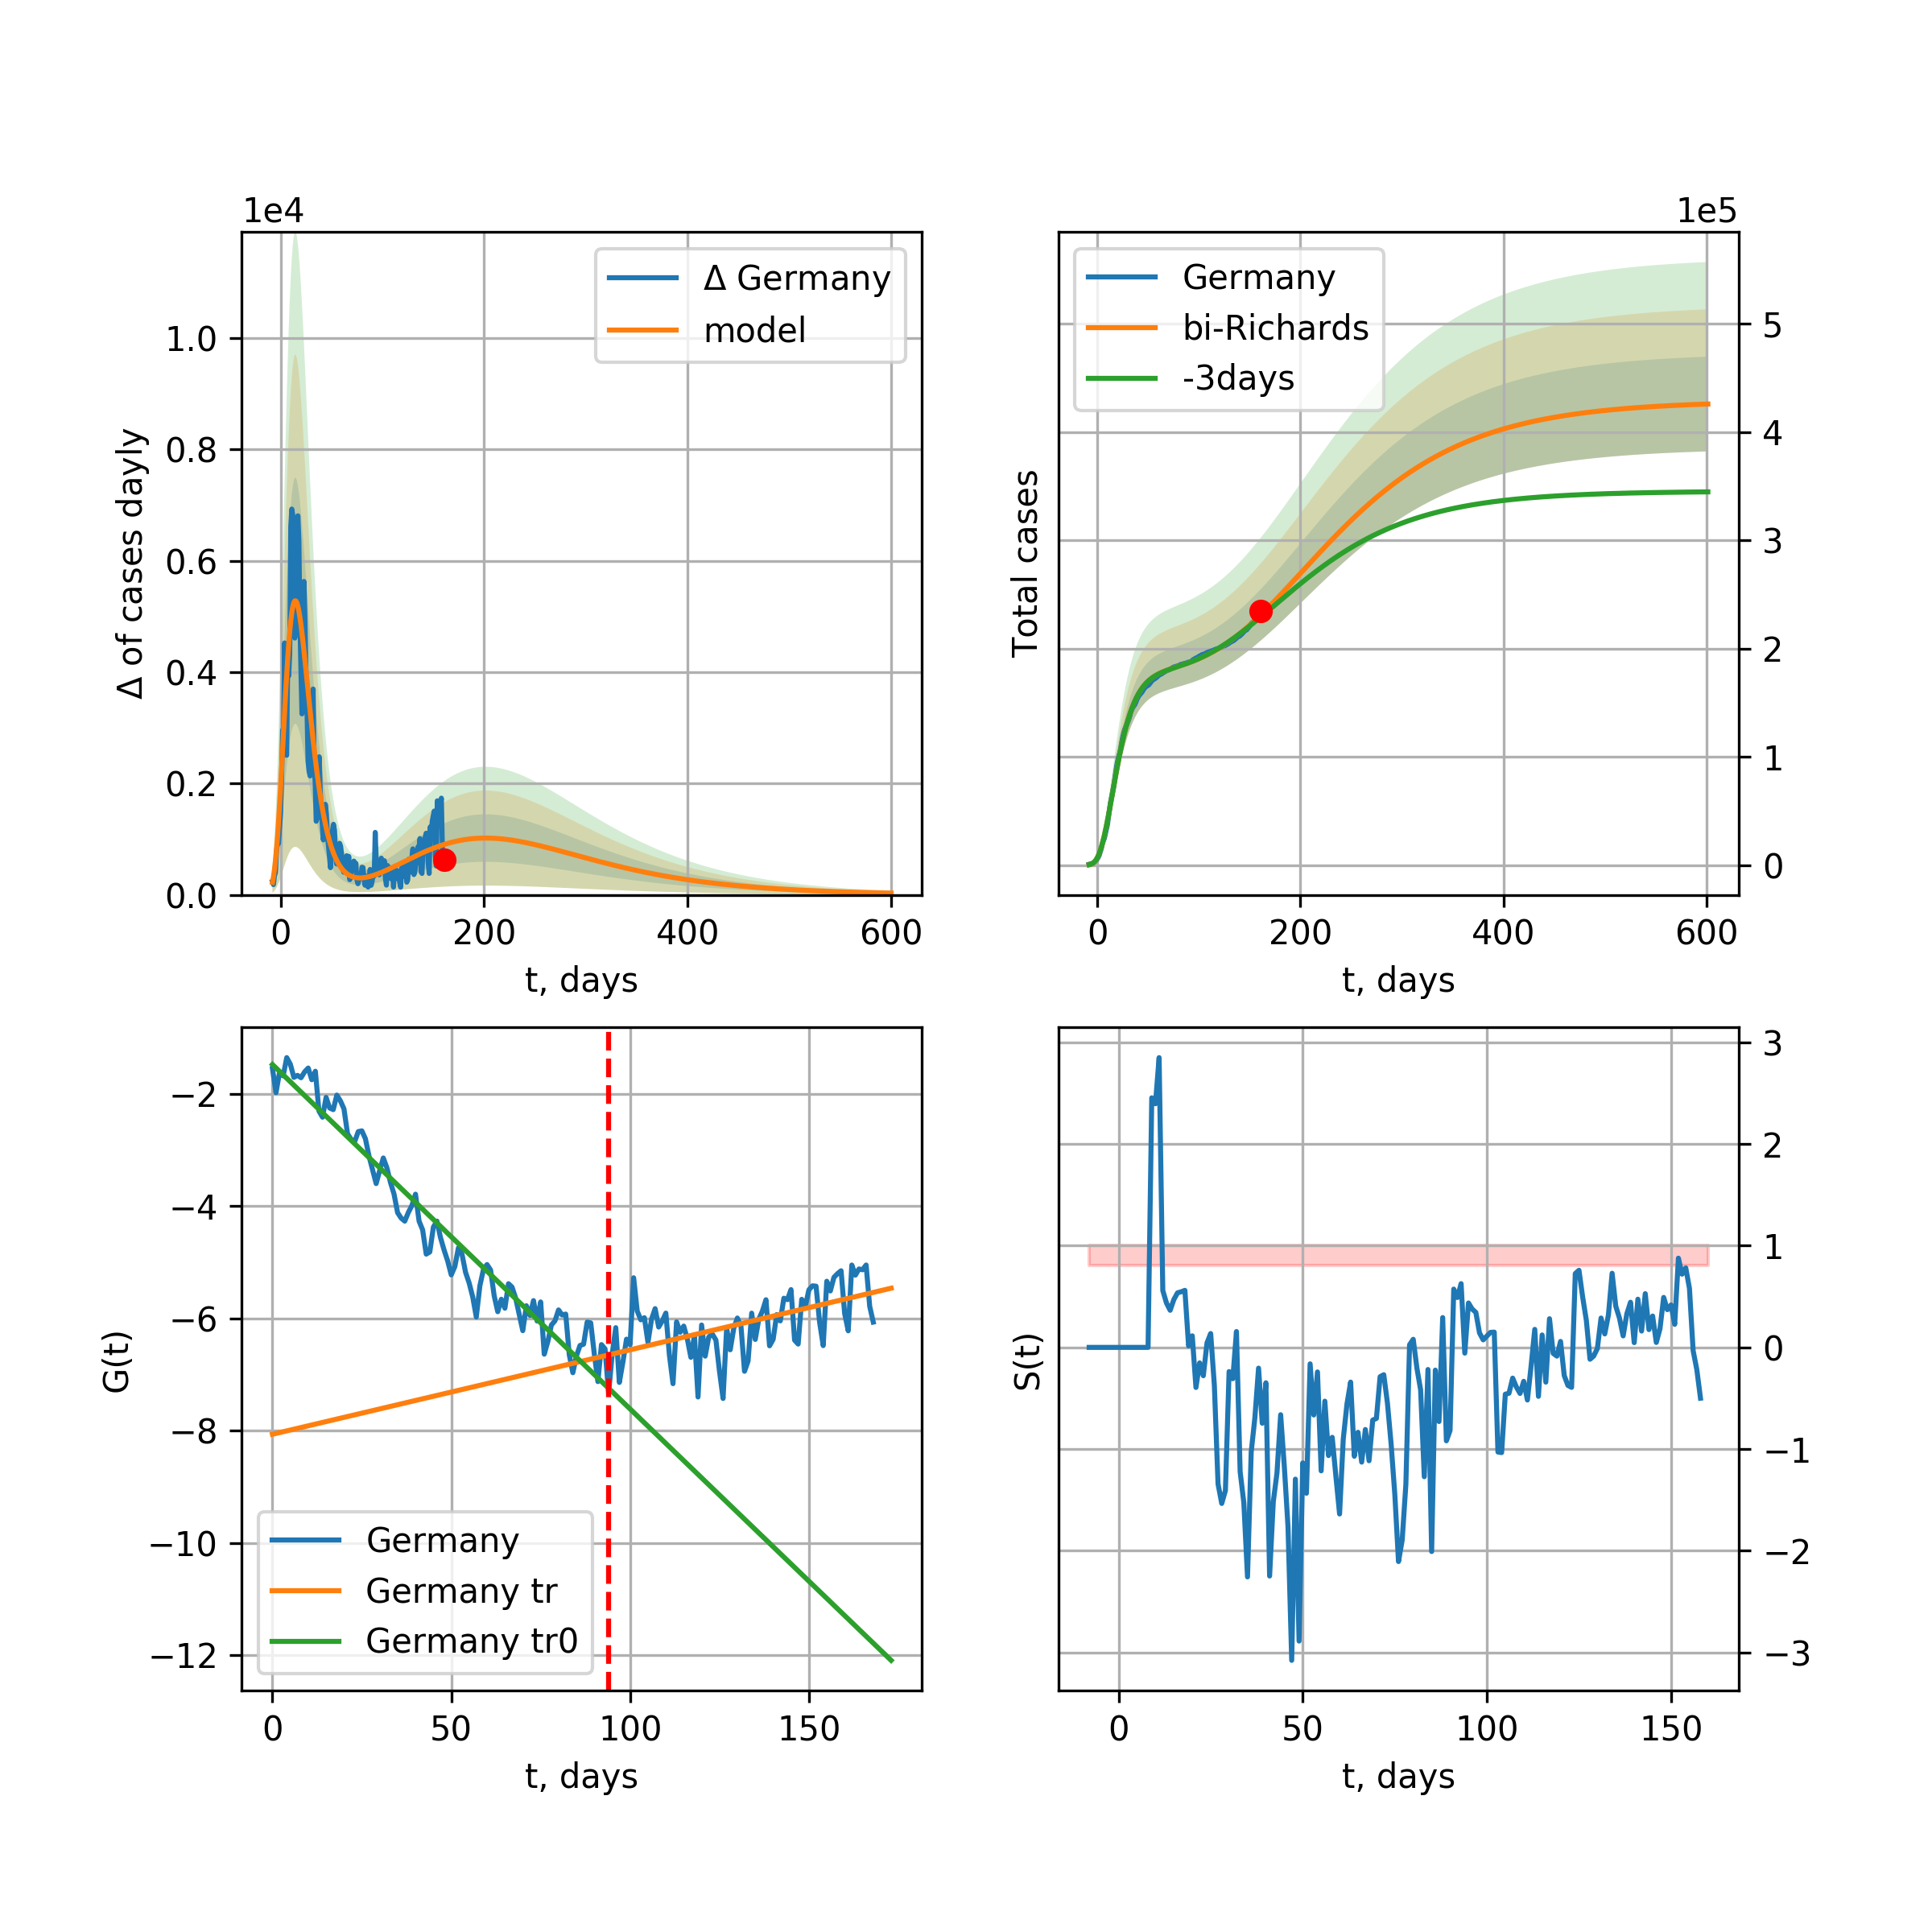 1e4
Δ of cases dayly
1.0
0.8
0.6
0.4
0.2
0.0
0 200 400 600
t, days
Δ Germany
model
1e5
Total cases
Germany
bi-Richards
-3days
5
4
3
2
1
0
0 200 400 600
t, days
G(t)
−2
−4
−6
−8
−10
−12
Germany
Germany tr
Germany tr0
0 50 100 150
t, days
S(t)
3
2
1
0
−1
−2
−3
0 50 100 150
t, days